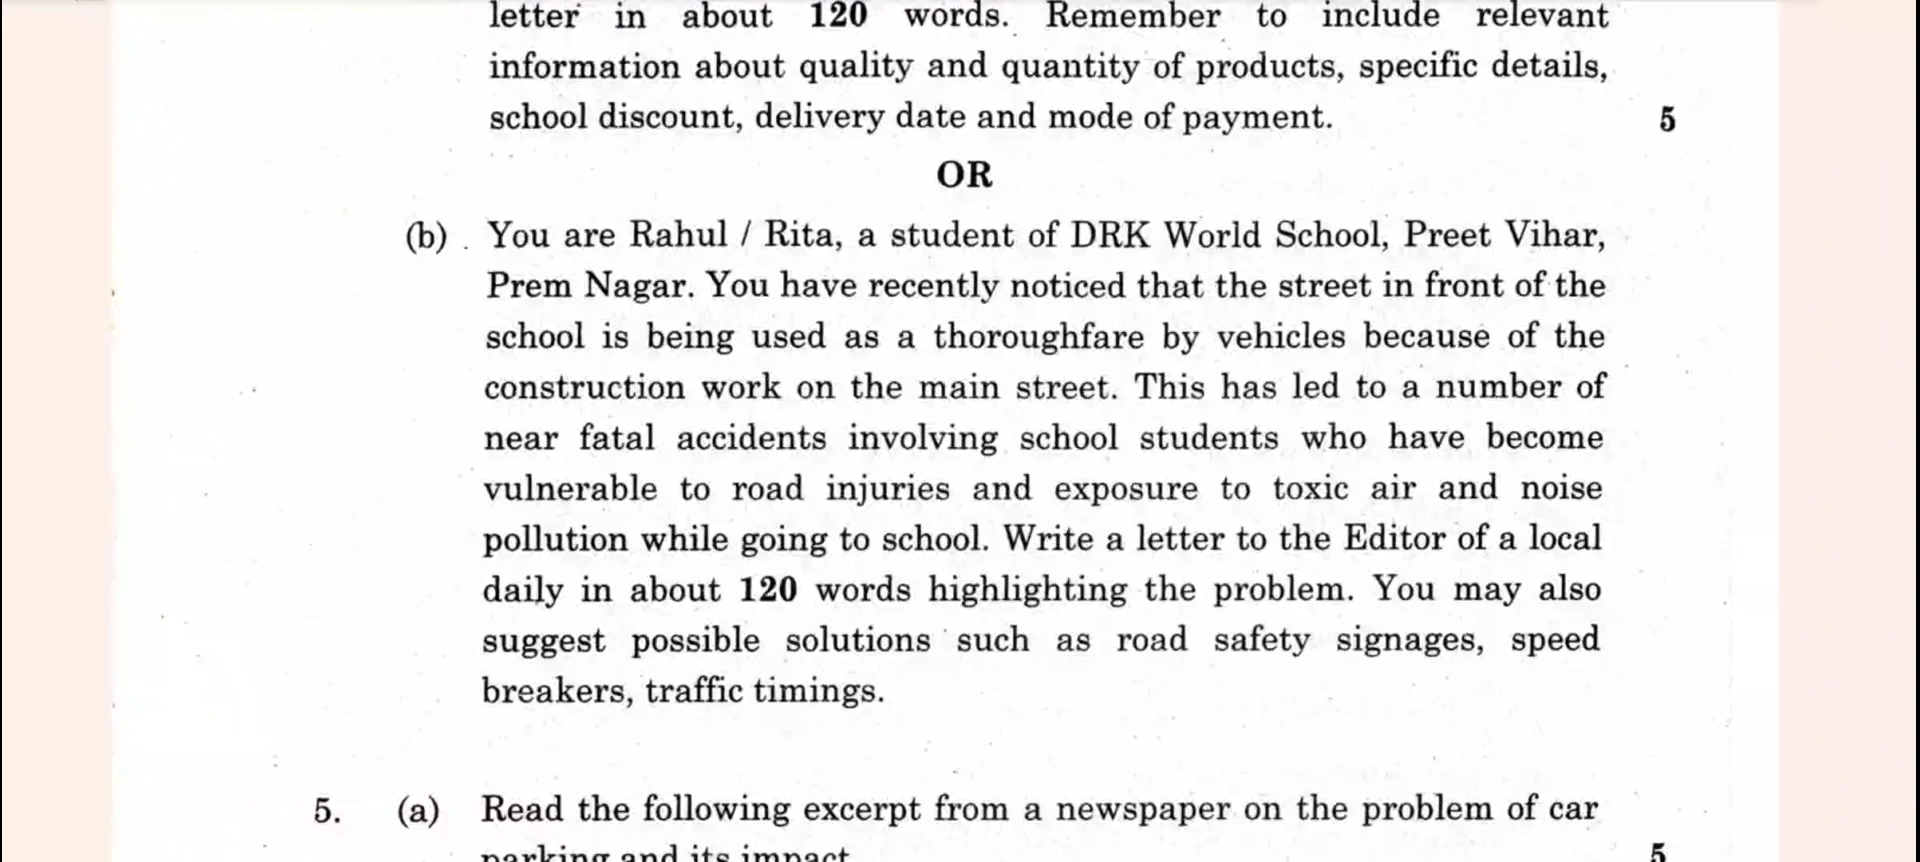 letter in about 120 words. Remember to include relevant
information about quality and quantity of products, specific details,
school discount, delivery date and mode of payment. 5
OR
(b) You are Rahul / Rita, a student of DRK World School, Preet Vihar,
Prem Nagar. You have recently noticed that the street in front of the
school is being used as a thoroughfare by vehicles because of the
construction work on the main street. This has led to a number of
near fatal accidents involving school students who have become
vulnerable to road injuries and exposure to toxic air and noise
pollution while going to school. Write a letter to the Editor of a local
daily in about 120 words highlighting the problem. You may also
suggest possible solutions such as road safety signages, speed
breakers, traffic timings.
5. (a) Read the following excerpt from a newspaper on the problem of car
parking and its impact 5